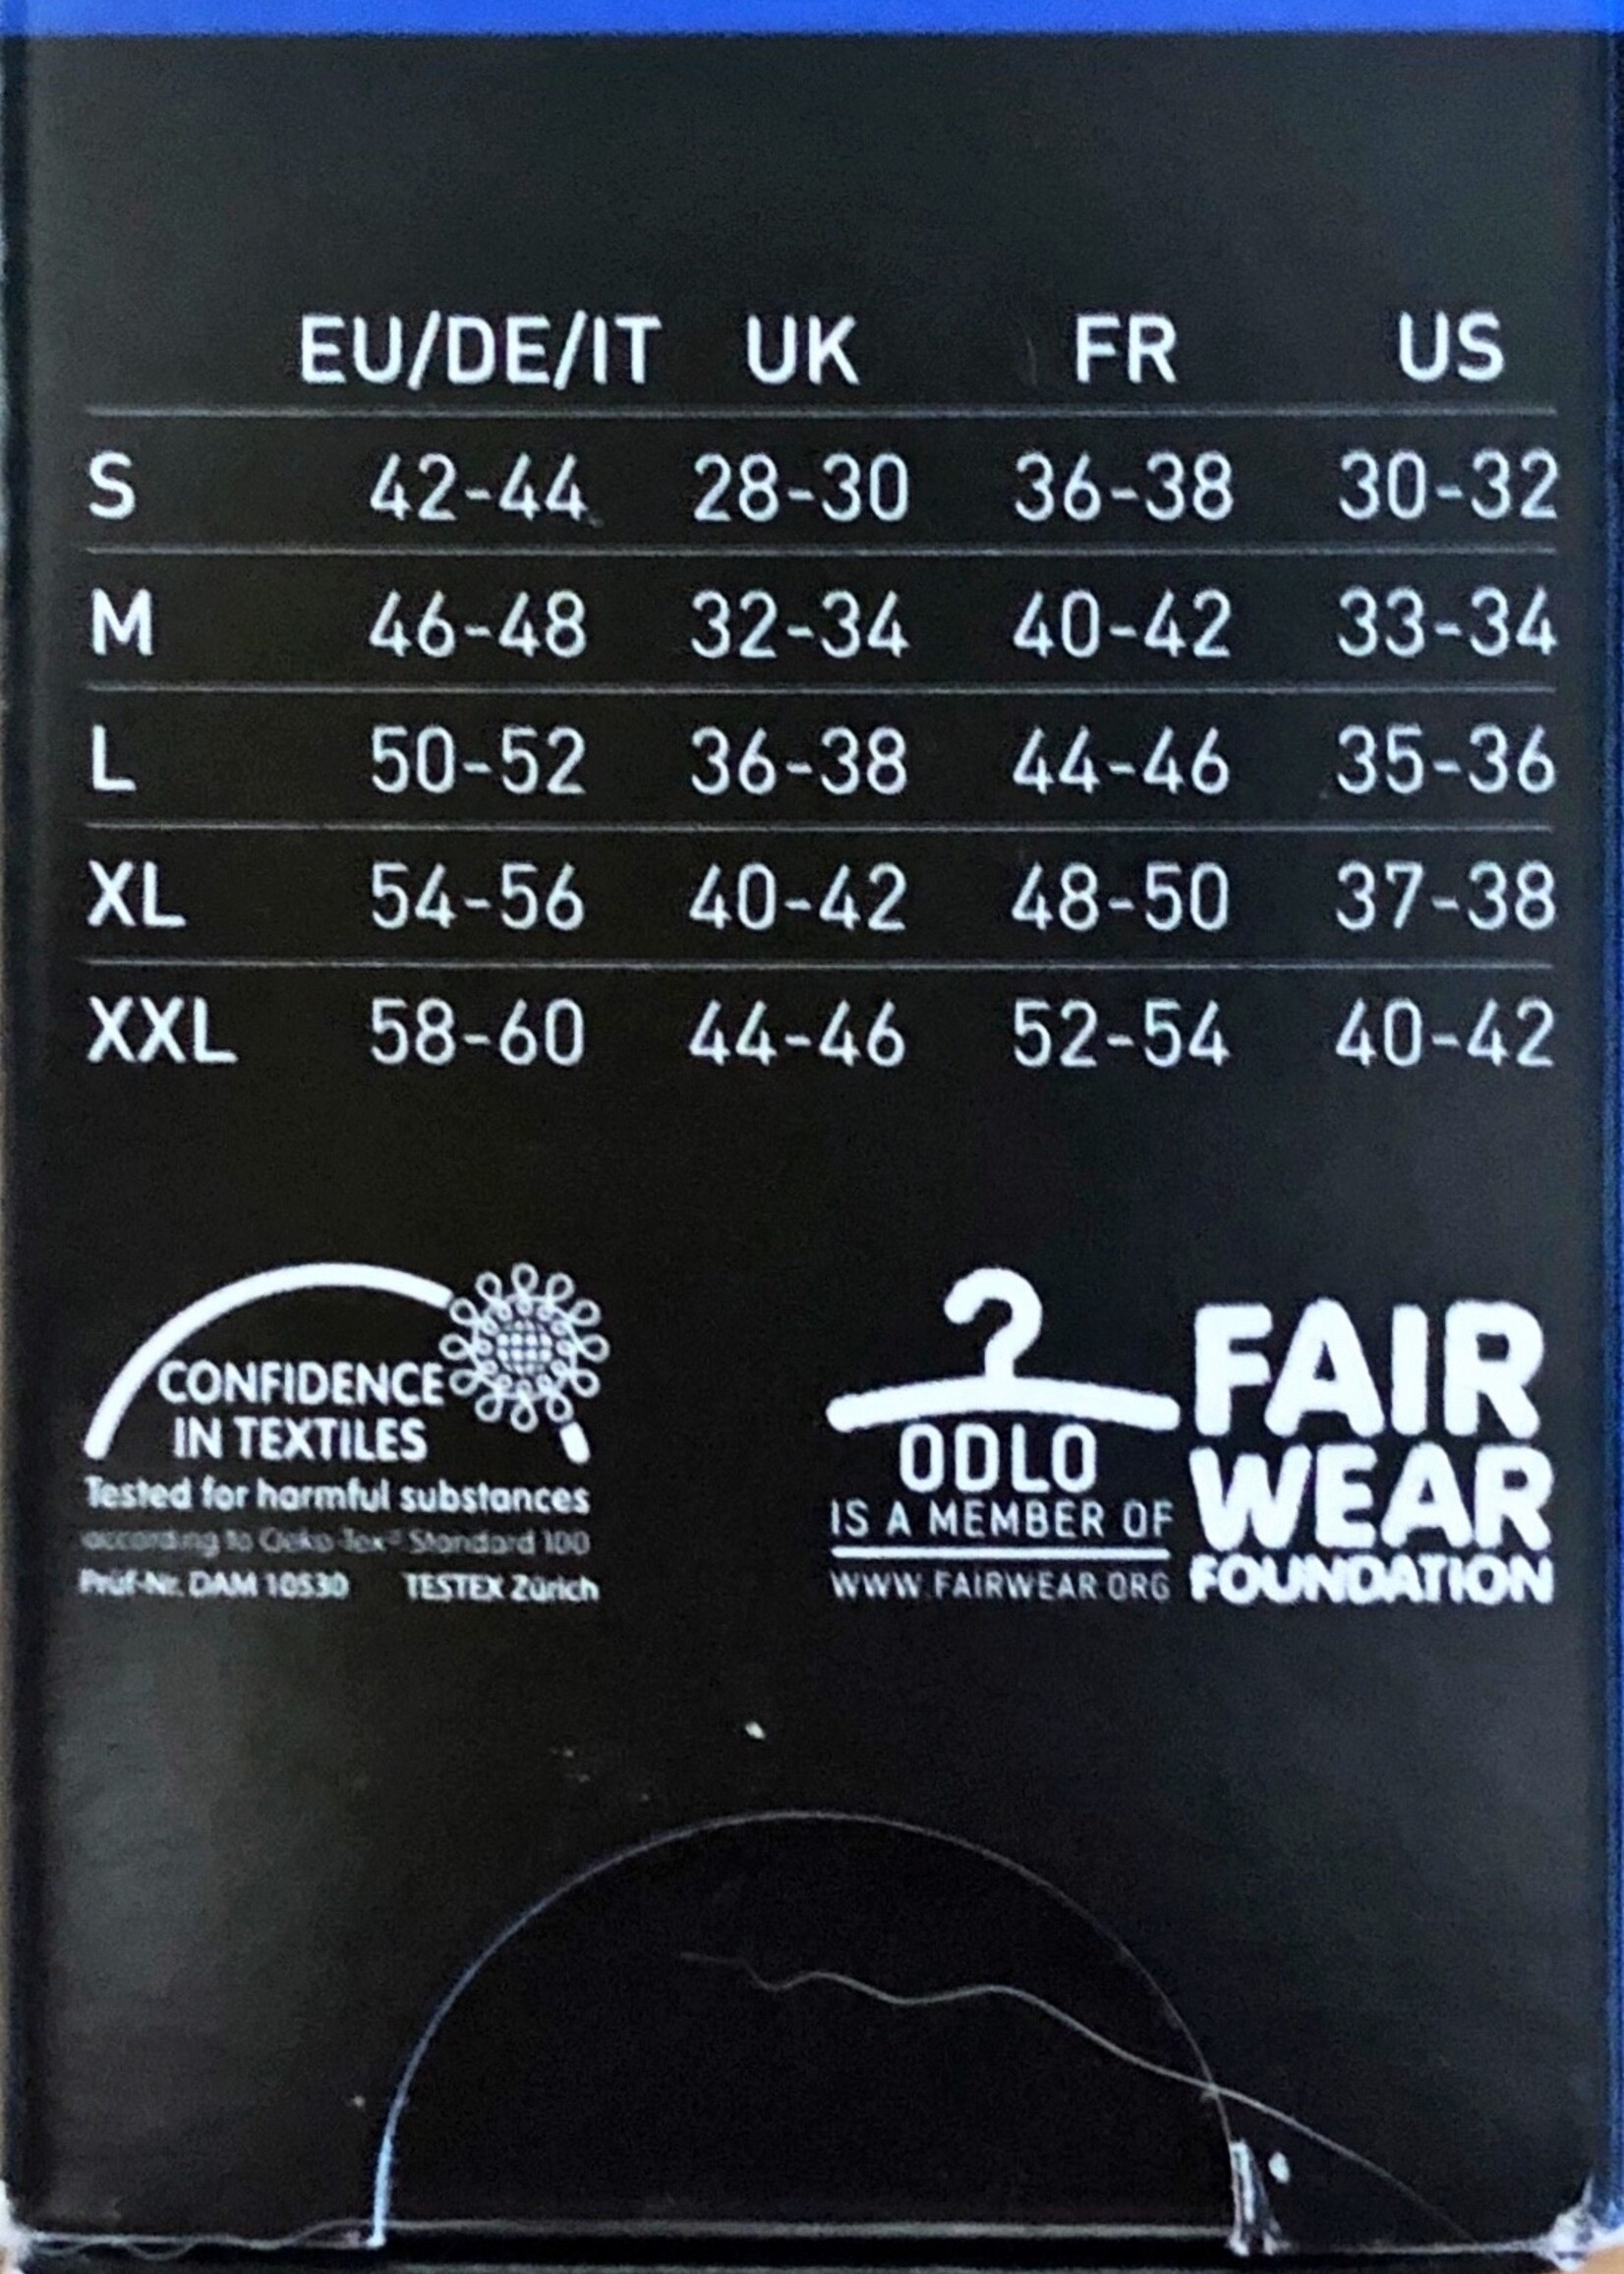 EU/DE/IT UK FR US
S 42-44 28-30 36-38 30-32
M 46-48 32-34 40-42 33-34
L 50-52 36-38 44-46 35-36
XL 54-56 40-42 48-50 37-38
XXL 58-60 44-46 52-54 40-42
CONFIDENCE
IN TEXTILES
Tested for harmful substances
according to Oeko-Tex® Standard 100
Prüf-Nr. DAM 10530 TESTEX Zürich
ODLO
IS A MEMBER OF
WWW.FAIRWEAR.ORG
FAIR
WEAR
FOUNDATION